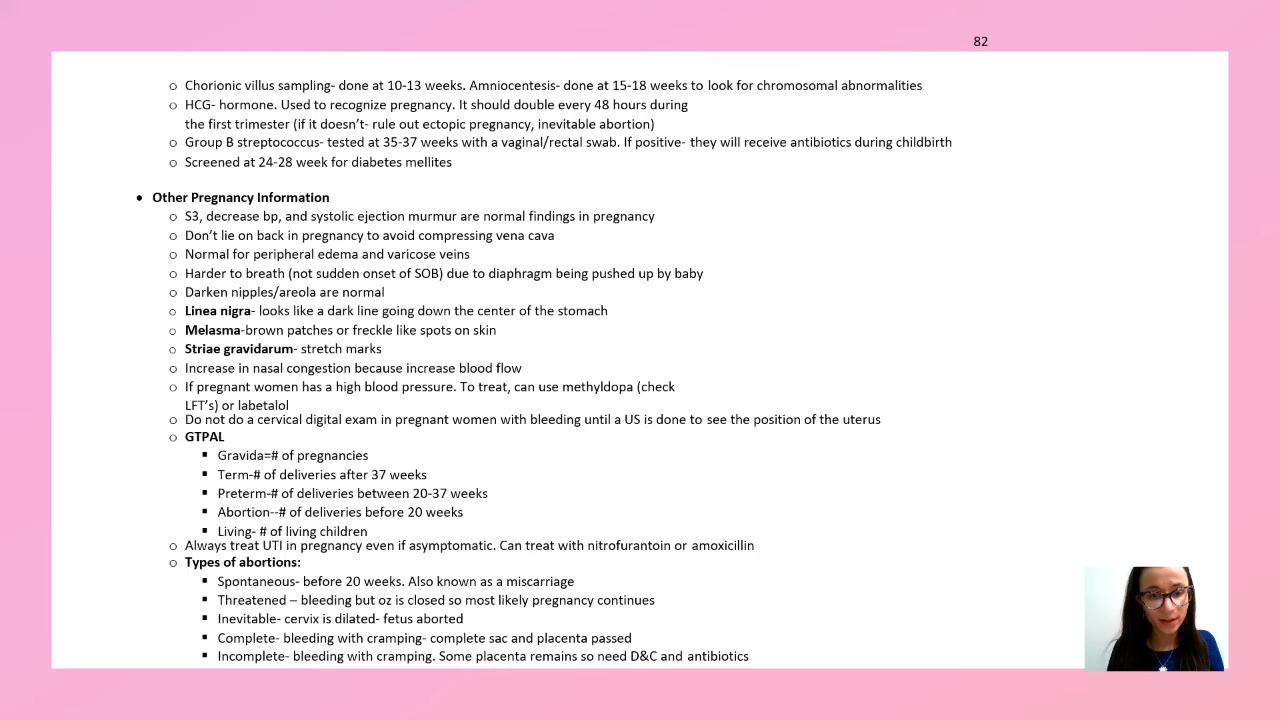 82
o Chorionic villus sampling- done at 10-13 weeks. Amniocentesis- done at 15-18 weeks to look for chromosomal abnormalities
o HCG- hormone. Used to recognize pregnancy. It should double every 48 hours during
the first trimester (if it doesn't- rule out ectopic pregnancy, inevitable abortion)
o Group B streptococcus- tested at 35-37 weeks with a vaginal/rectal swab. If positive- they will receive antibiotics during childbirth
o Screened at 24-28 week for diabetes mellites
• Other Pregnancy Information
o S3, decrease bp, and systolic ejection murmur are normal findings in pregnancy
o Don't lie on back in pregnancy to avoid compressing vena cava
o Normal for peripheral edema and varicose veins
o Harder to breath (not sudden onset of SOB) due to diaphragm being pushed up by baby
o Darken nipples/areola are normal
o Linea nigra- looks like a dark line going down the center of the stomach
o Melasma-brown patches or freckle like spots on skin
o Striae gravidarum- stretch marks
o Increase in nasal congestion because increase blood flow
o If pregnant women has a high blood pressure. To treat, can use methyldopa (check
LFT's) or labetalol
o Do not do a cervical digital exam in pregnant women with bleeding until a US is done to see the position of the uterus
o GTPAL
▪ Gravida=# of pregnancies
▪ Term-# of deliveries after 37 weeks
▪ Preterm-# of deliveries between 20-37 weeks
▪ Abortion--# of deliveries before 20 weeks
▪ Living- # of living children
o Always treat UTI in pregnancy even if asymptomatic. Can treat with nitrofurantoin or amoxicillin
o Types of abortions:
▪ Spontaneous- before 20 weeks. Also known as a miscarriage
▪ Threatened – bleeding but oz is closed so most likely pregnancy continues
▪ Inevitable- cervix is dilated- fetus aborted
▪ Complete- bleeding with cramping- complete sac and placenta passed
▪ Incomplete- bleeding with cramping. Some placenta remains so need D&C and antibiotics